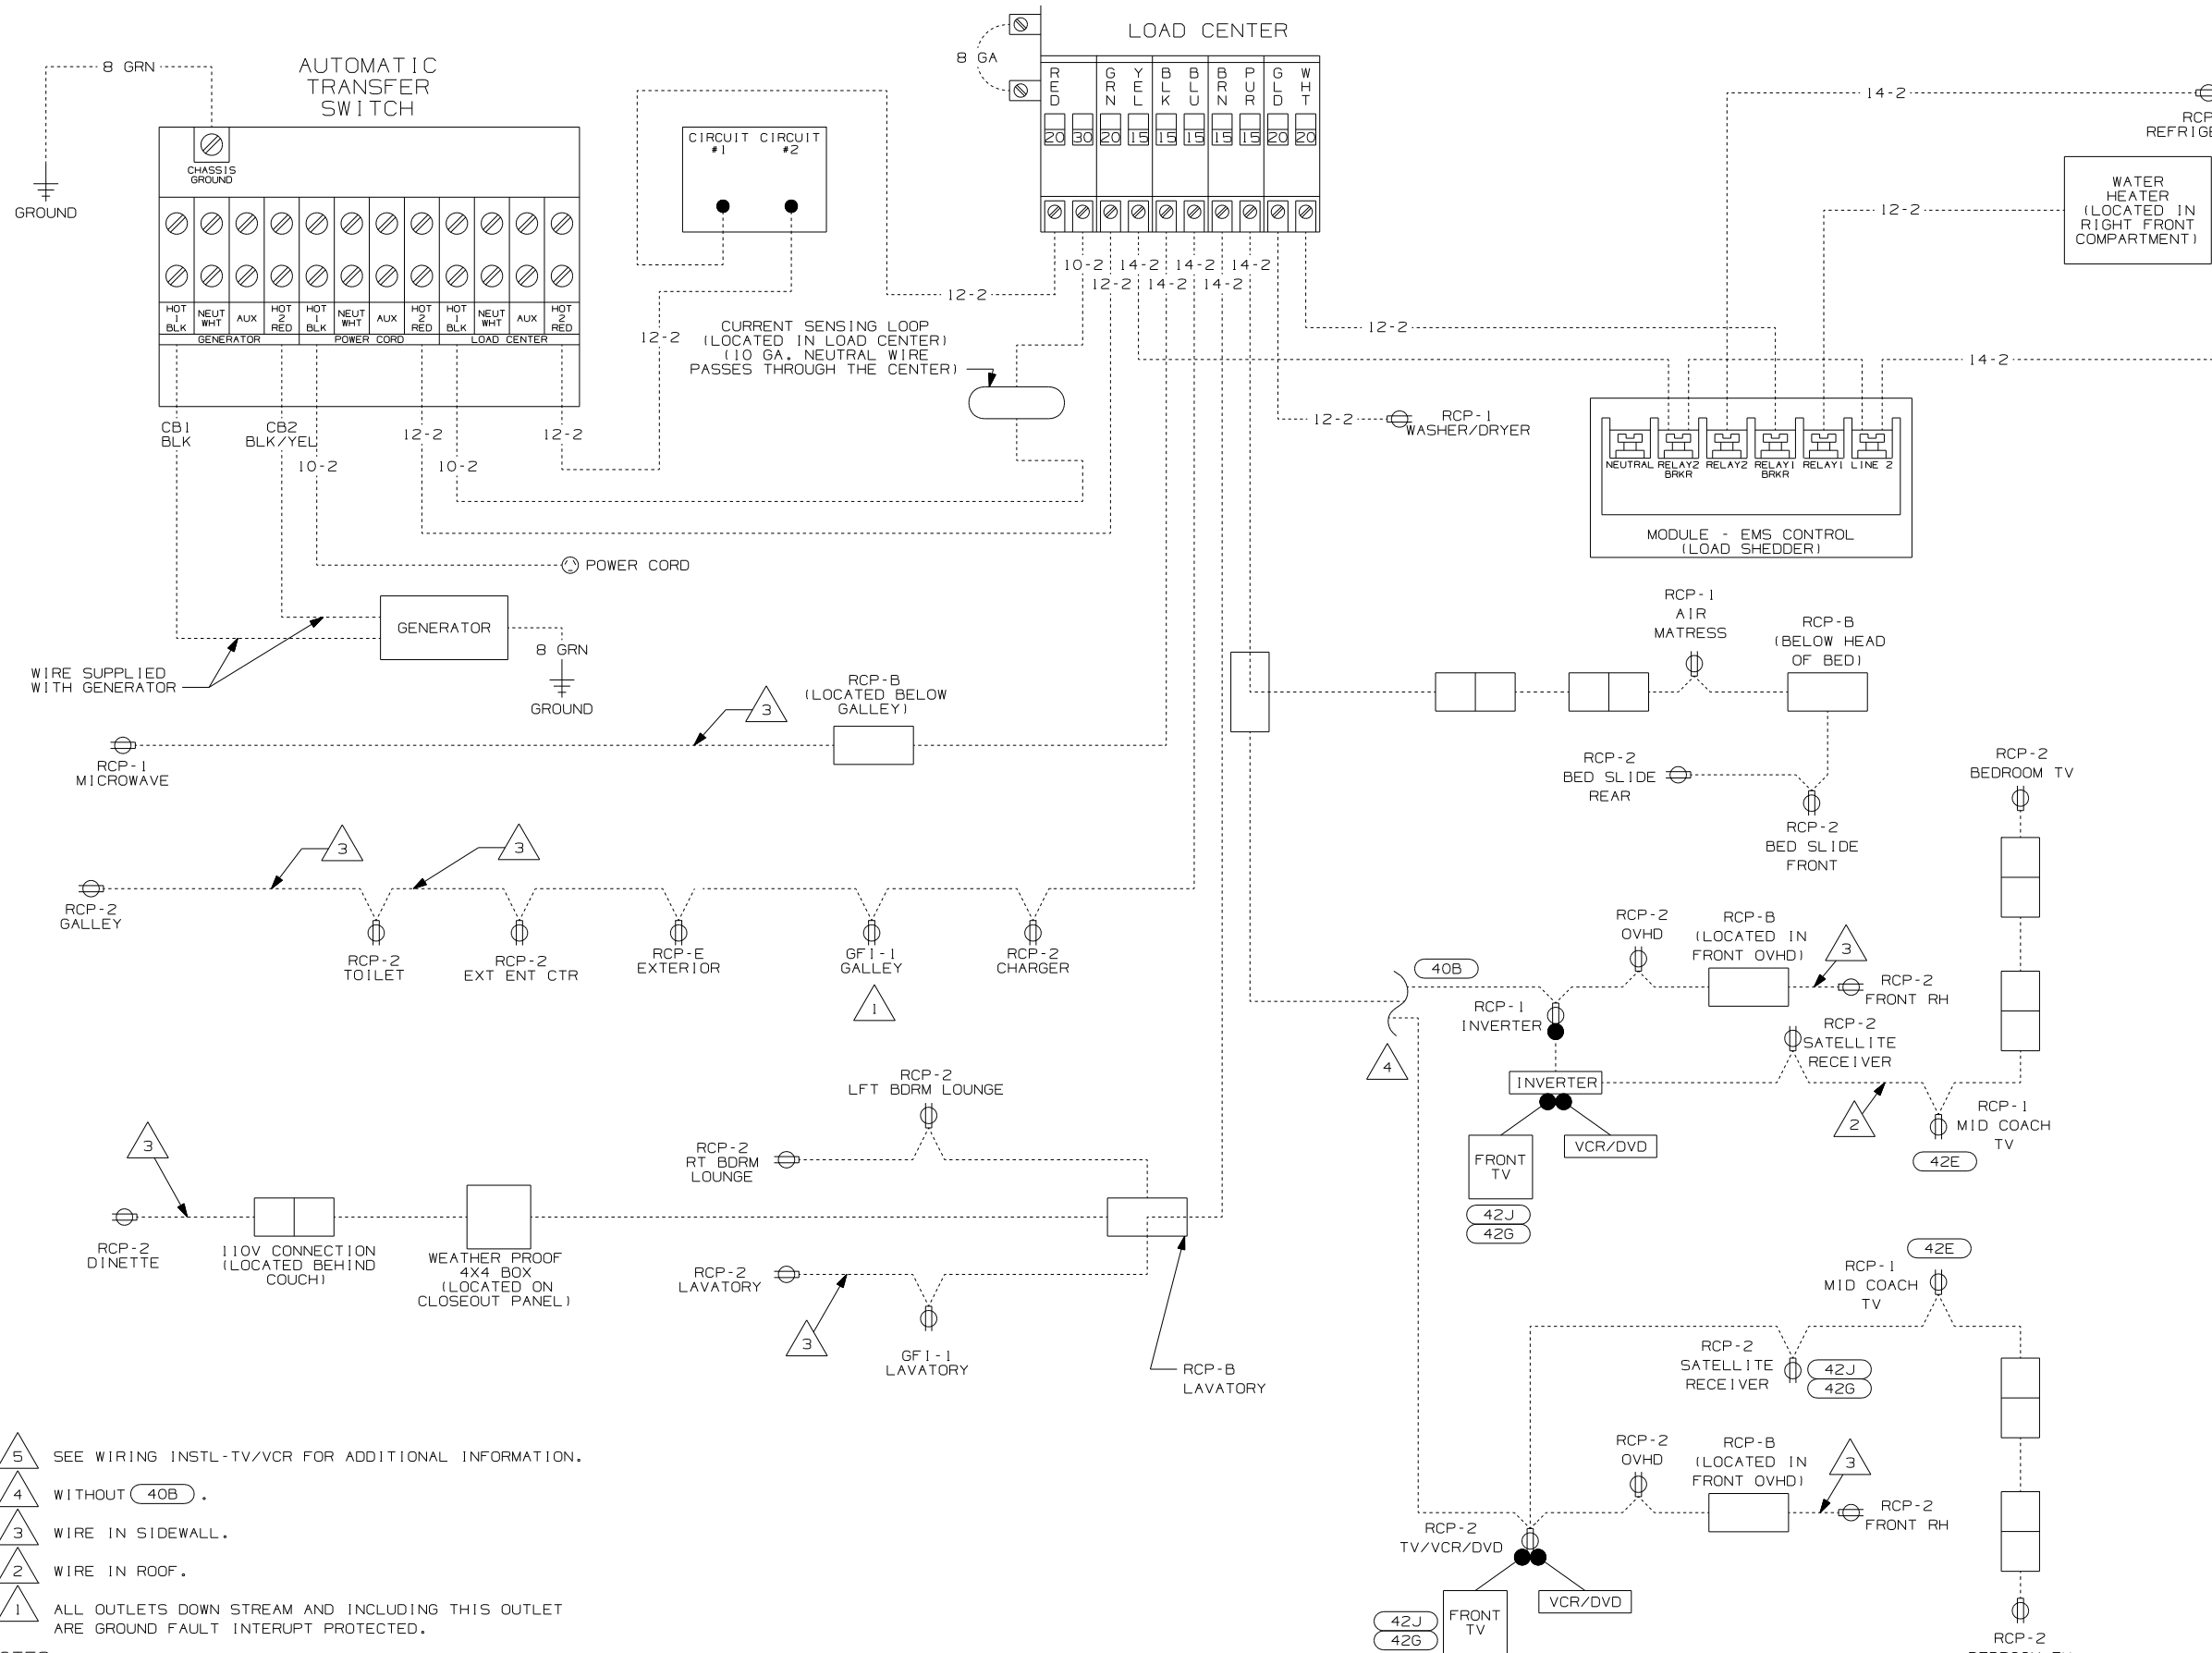 8 GRN
GROUND
AUTOMATIC
TRANSFER
SWITCH
CHASSIS
GROUND
HOT
1
BLK
NEUT
WHT
AUX
HOT
2
RED
HOT
1
BLK
NEUT
WHT
AUX
HOT
2
RED
HOT
1
BLK
NEUT
WHT
AUX
HOT
2
RED
GENERATOR
POWER CORD
LOAD CENTER
CB1
BLK
CB2
BLK/YEL
10-2
12-2
10-2
12-2
12-2
CIRCUIT
#1
CIRCUIT
#2
8 GA
LOAD CENTER
RED
GRN
YEL
BLK
BLU
BRN
PUR
GLD
WHT
20
30
20
15
15
15
15
15
20
20
10-2
14-2
14-2
14-2
12-2
14-2
14-2
12-2
CURRENT SENSING LOOP
(LOCATED IN LOAD CENTER)
(10 GA. NEUTRAL WIRE
PASSES THROUGH THE CENTER)
12-2
12-2
RCP-1
WASHER/DRYER
14-2
12-2
14-2
RCP
REFRIGE
WATER
HEATER
(LOCATED IN
RIGHT FRONT
COMPARTMENT)
NEUTRAL
RELAY2
BRKR
RELAY2
RELAY1
BRKR
RELAY1
LINE 2
MODULE - EMS CONTROL
(LOAD SHEDDER)
POWER CORD
GENERATOR
8 GRN
GROUND
WIRE SUPPLIED
WITH GENERATOR
RCP-B
(LOCATED BELOW
GALLEY)
3
RCP-1
MICROWAVE
RCP-1
AIR
MATRESS
RCP-B
(BELOW HEAD
OF BED)
RCP-2
BED SLIDE
REAR
RCP-2
BED SLIDE
FRONT
RCP-2
BEDROOM TV
3
3
RCP-2
GALLEY
RCP-2
TOILET
RCP-2
EXT ENT CTR
RCP-E
EXTERIOR
GFI-1
GALLEY
1
RCP-2
CHARGER
40B
4
RCP-1
INVERTER
RCP-2
OVHD
RCP-B
(LOCATED IN
FRONT OVHD)
3
RCP-2
FRONT RH
RCP-2
SATELLITE
RECEIVER
INVERTER
FRONT
TV
VCR/DVD
42J
42G
2
RCP-1
MID COACH
TV
42E
RCP-2
LFT BDRM LOUNGE
RCP-2
RT BDRM
LOUNGE
3
RCP-2
DINETTE
110V CONNECTION
(LOCATED BEHIND
COUCH)
WEATHER PROOF
4X4 BOX
(LOCATED ON
CLOSEOUT PANEL)
RCP-2
LAVATORY
3
GFI-1
LAVATORY
RCP-B
LAVATORY
42E
RCP-1
MID COACH
TV
RCP-2
SATELLITE
RECEIVER
42J
42G
RCP-2
OVHD
RCP-B
(LOCATED IN
FRONT OVHD)
3
RCP-2
FRONT RH
RCP-2
TV/VCR/DVD
FRONT
TV
VCR/DVD
42J
42G
RCP-2
5 SEE WIRING INSTL-TV/VCR FOR ADDITIONAL INFORMATION.
4 WITHOUT 40B .
3 WIRE IN SIDEWALL.
2 WIRE IN ROOF.
1 ALL OUTLETS DOWN STREAM AND INCLUDING THIS OUTLET
ARE GROUND FAULT INTERUPT PROTECTED.